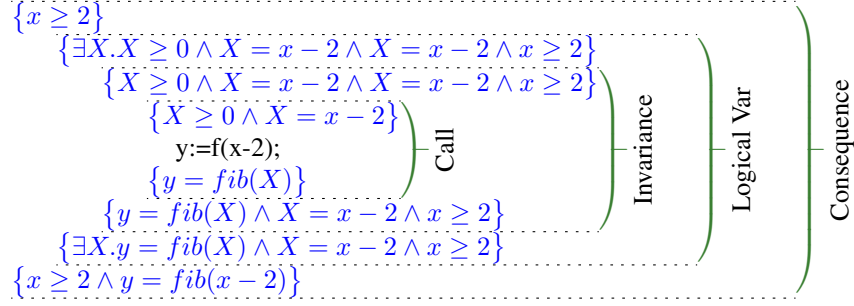 {x ≥ 2}
{∃X.X ≥ 0 ∧ X = x − 2 ∧ X = x − 2 ∧ x ≥ 2}
{X ≥ 0 ∧ X = x − 2 ∧ X = x − 2 ∧ x ≥ 2}
{X ≥ 0 ∧ X = x − 2}
y:=f(x-2);
{y = fib(X)}
{y = fib(X) ∧ X = x − 2 ∧ x ≥ 2}
{∃X.y = fib(X) ∧ X = x − 2 ∧ x ≥ 2}
{x ≥ 2 ∧ y = fib(x − 2)}
Call
Invariance
Logical Var
Consequence